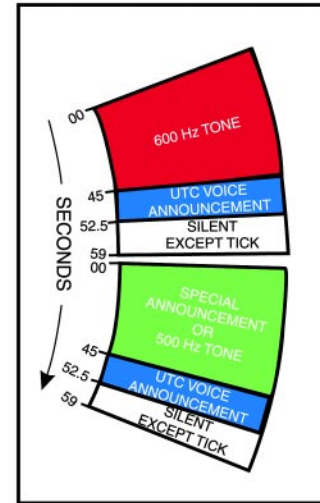 00
600 Hz TONE
45
UTC VOICE
ANNOUNCEMENT
52.5
SILENT
EXCEPT TICK
59
00
SPECIAL
ANNOUNCEMENT
OR
500 Hz TONE
45
UTC VOICE
ANNOUNCEMENT
52.5
SILENT
EXCEPT TICK
59
SECONDS